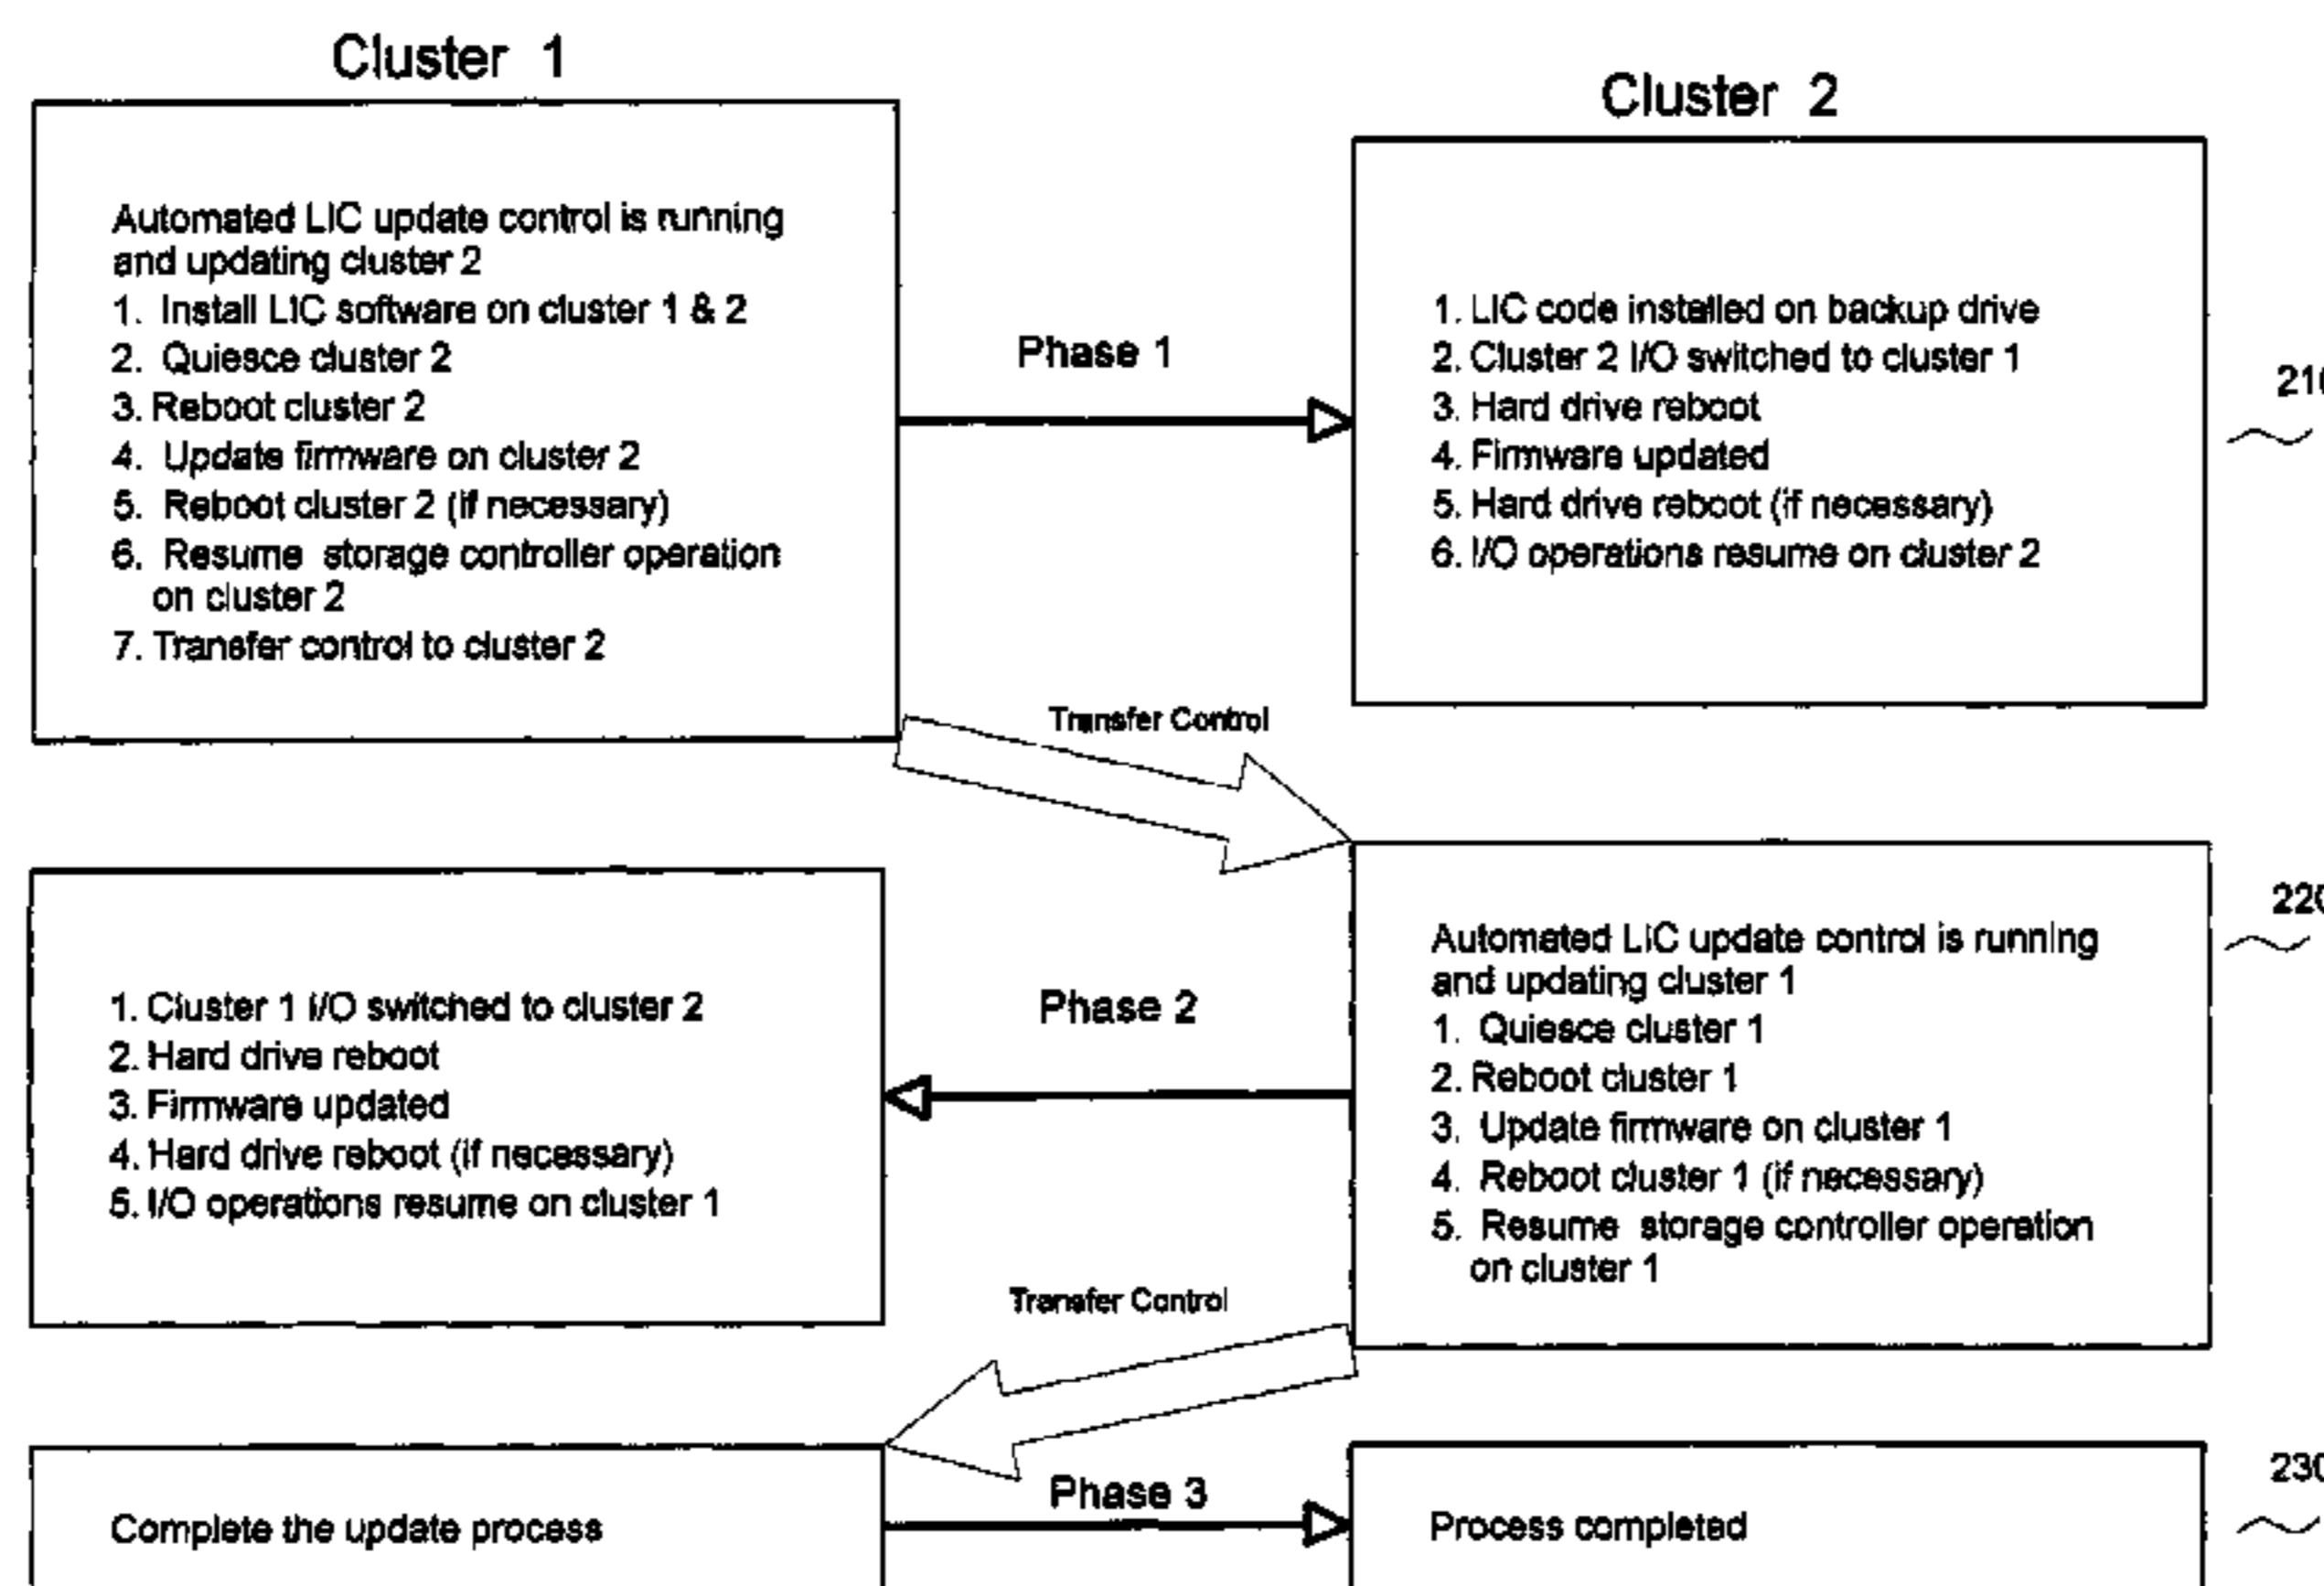 Cluster 1
Cluster 2
Automated LIC update control is running
and updating cluster 2
1. Install LIC software on cluster 1 & 2
2. Quiesce cluster 2
3. Reboot cluster 2
4. Update firmware on cluster 2
5. Reboot cluster 2 (if necessary)
6. Resume storage controller operation
on cluster 2
7. Transfer control to cluster 2
Phase 1
1. LIC code installed on backup drive
2. Cluster 2 I/O switched to cluster 1
3. Hard drive reboot
4. Firmware updated
5. Hard drive reboot (if necessary)
6. I/O operations resume on cluster 2
210
Transfer Control
1. Cluster 1 I/O switched to cluster 2
2. Hard drive reboot
3. Firmware updated
4. Hard drive reboot (if necessary)
5. I/O operations resume on cluster 1
Phase 2
Automated LIC update control is running
and updating cluster 1
1. Quiesce cluster 1
2. Reboot cluster 1
3. Update firmware on cluster 1
4. Reboot cluster 1 (if necessary)
5. Resume storage controller operation
on cluster 1
220
Transfer Control
Complete the update process
Phase 3
Process completed
230